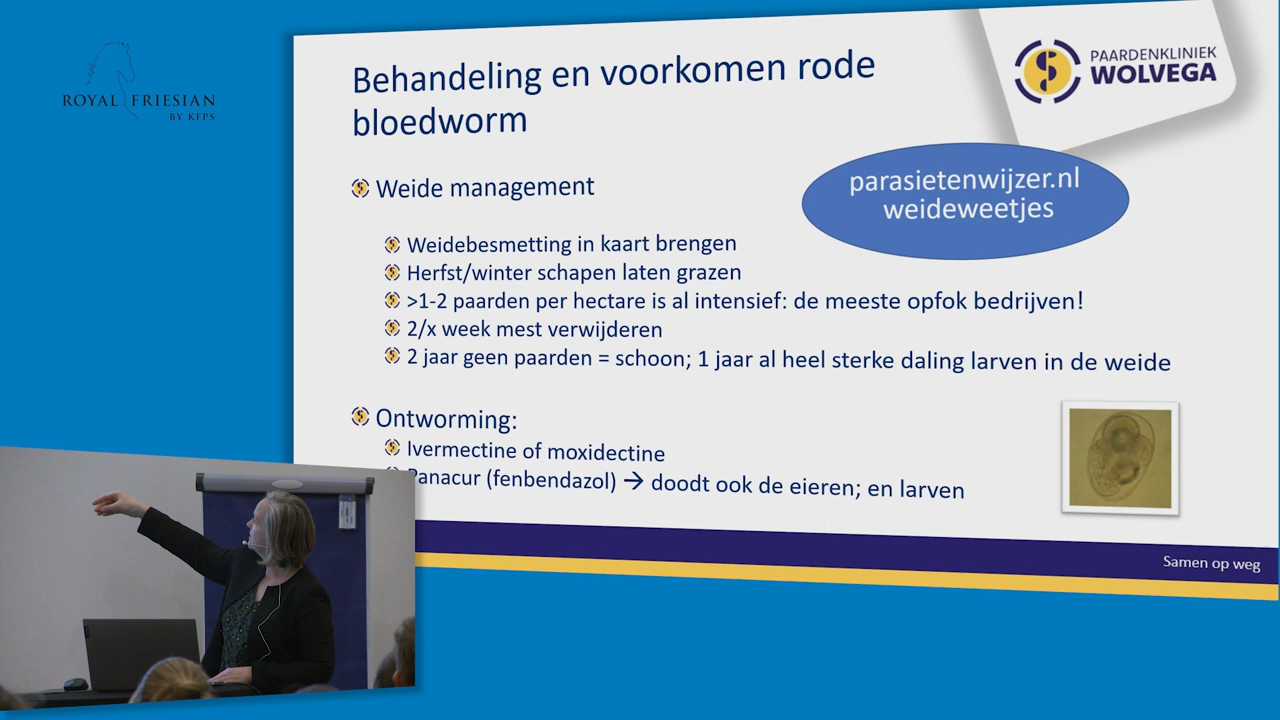 ROYAL FRIESIAN
BY KFPS
PAARDENKLINIEK
WOLVEGA
Behandeling en voorkomen rode
bloedworm
parasietenwijzer.nl
weideweetjes
Weide management
Weidebesmetting in kaart brengen
Herfst/winter schapen laten grazen
>1-2 paarden per hectare is al intensief: de meeste opfok bedrijven!
2/x week mest verwijderen
2 jaar geen paarden = schoon; 1 jaar al heel sterke daling larven in de weide
Ontworming:
Ivermectine of moxidectine
Panacur (fenbendazol) → doodt ook de eieren; en larven
Samen op weg